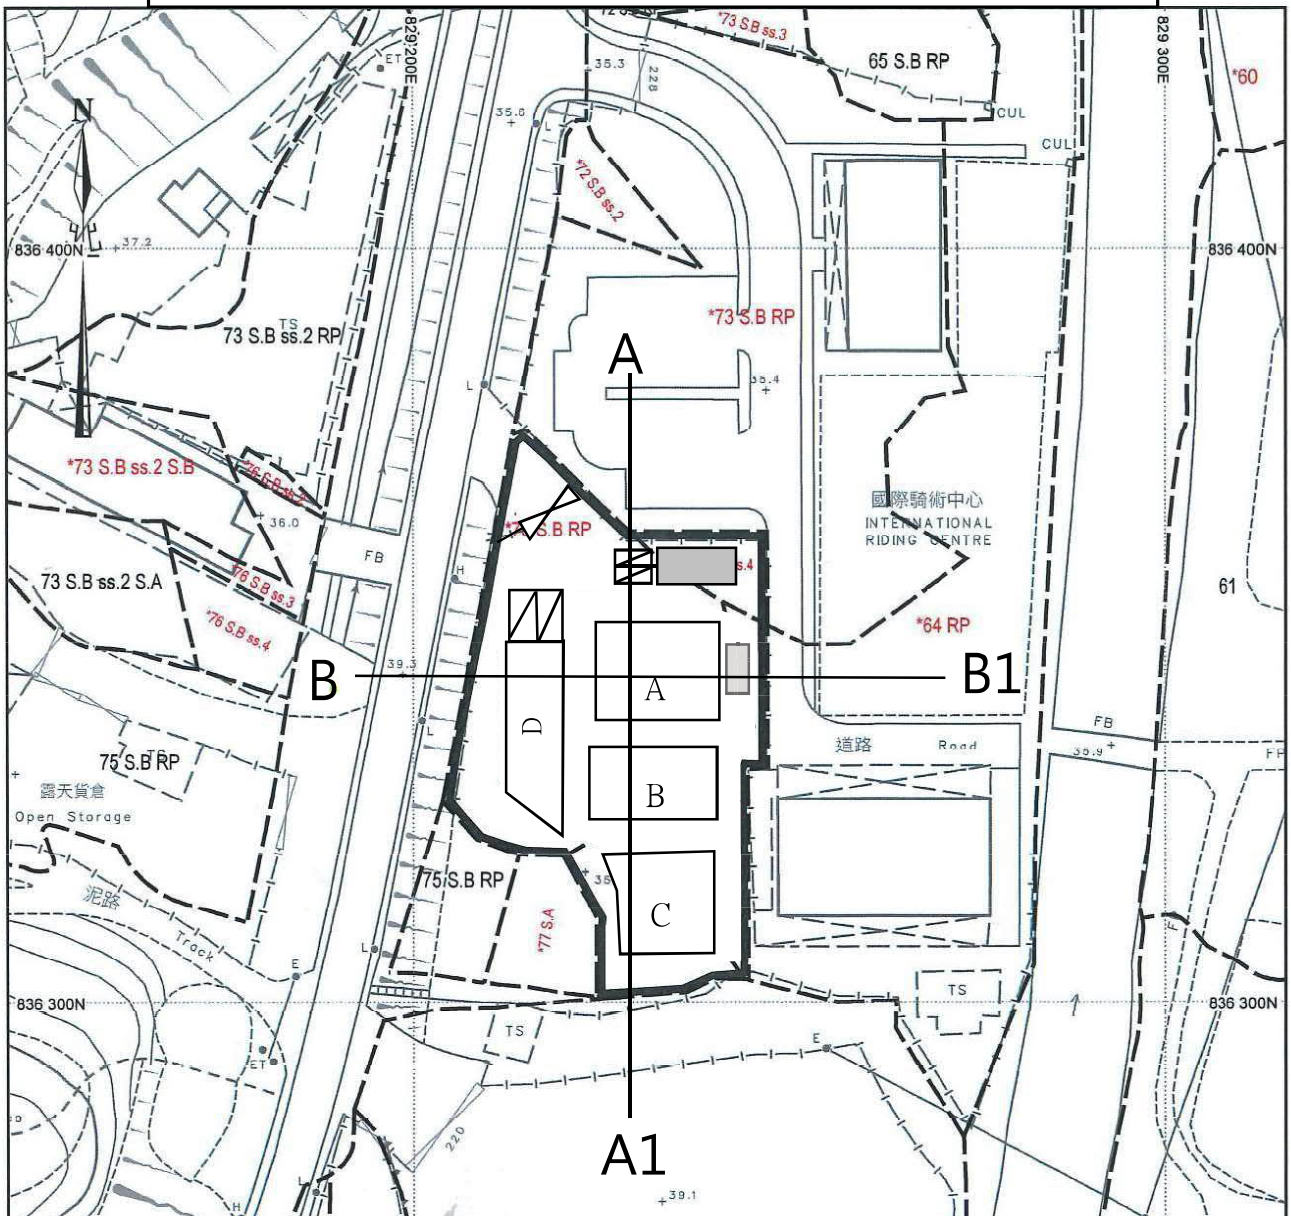 *73 S.B ss.3
829 200E
829 300E
ET
35.3
228
65 S.B RP
*60
N
35.8
L
CUL
CUL
*72 S.B ss.2
836 400N
37.2
836 400N
TS
73 S.B ss.2 RP
*73 S.B RP
A
L
35.4
*73 S.B ss.2 S.B
36.0
S.B RP
國際騎術中心
INTERNATIONAL
RIDING CENTRE
FB
s.4
73 S.B ss.2 S.A
*76 S.B ss.3
H
61
*76 S.B ss.4
*64 RP
39.3
B
B1
A
D
L
FB
道路
Road
35.9
TS
75 S.B RP
FP
露天貨倉
Open Storage
B
75 S.B RP
35
泥路
Track
C
*77 S.A
L
E
TS
836 300N
836 300N
TS
E
ET
220
A1
L
39.1
H